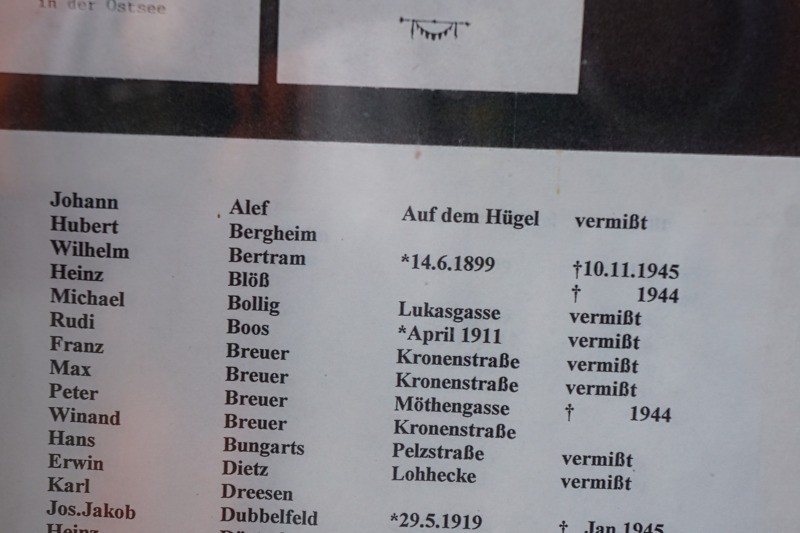 in der Ostsee
Johann Alef Auf dem Hügel vermißt
Hubert Bergheim
Wilhelm Bertram *14.6.1899 †10.11.1945
Heinz Blöß † 1944
Michael Bollig Lukasgasse vermißt
Rudi Boos *April 1911 vermißt
Franz Breuer Kronenstraße vermißt
Max Breuer Kronenstraße vermißt
Peter Breuer Möthengasse † 1944
Winand Breuer Kronenstraße
Hans Bungarts Pelzstraße vermißt
Erwin Dietz Lohhecke vermißt
Karl Dreesen
Jos.Jakob Dubbelfeld *29.5.1919 † Jan 1945
Heinz